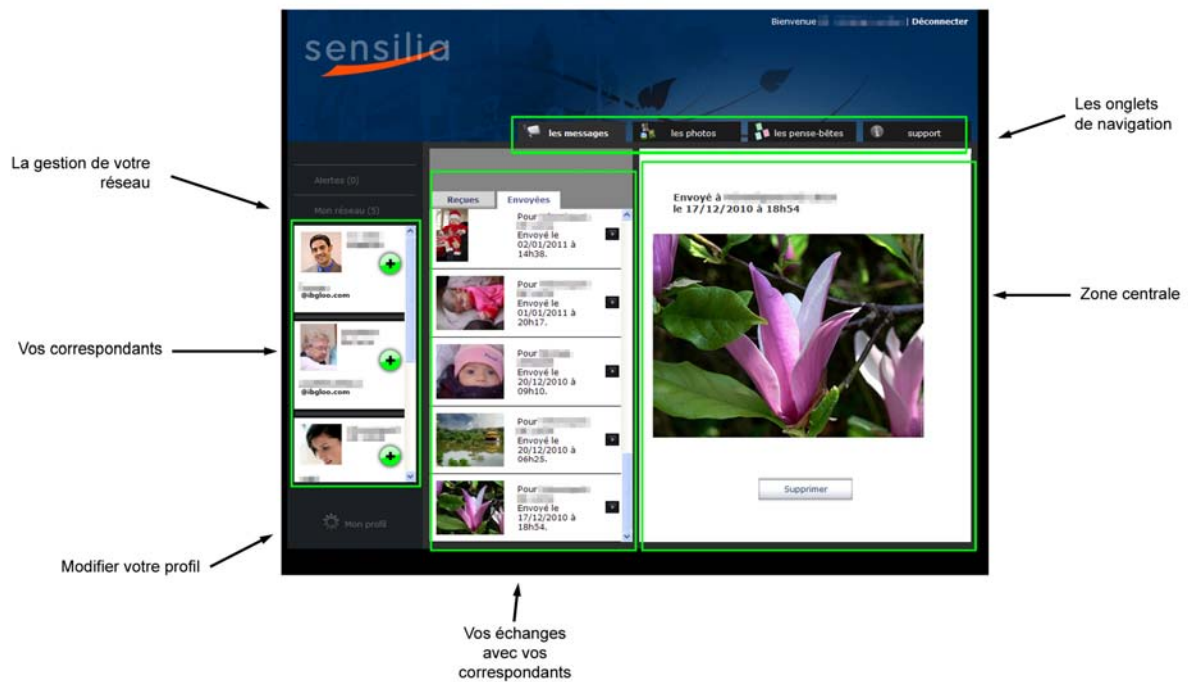 Bienvenue | Déconnecter
sensilia
les messages les photos les pense-bêtes support
Les onglets
de navigation
La gestion de votre
réseau
Alertes (0)
Mon réseau (5)
@ibgloo.com
Vos correspondants
@ibgloo.com
Mon profil
Modifier votre profil
Reçues Envoyées
Pour
Envoyé le
02/01/2011 à
14h38.
Pour
Envoyé le
01/01/2011 à
20h17.
Pour
Envoyé le
20/12/2010 à
09h10.
Pour
Envoyé le
20/12/2010 à
06h25.
Pour
Envoyé le
17/12/2010 à
18h54.
Envoyé à
le 17/12/2010 à 18h54
Supprimer
Zone centrale
Vos échanges
avec vos
correspondants